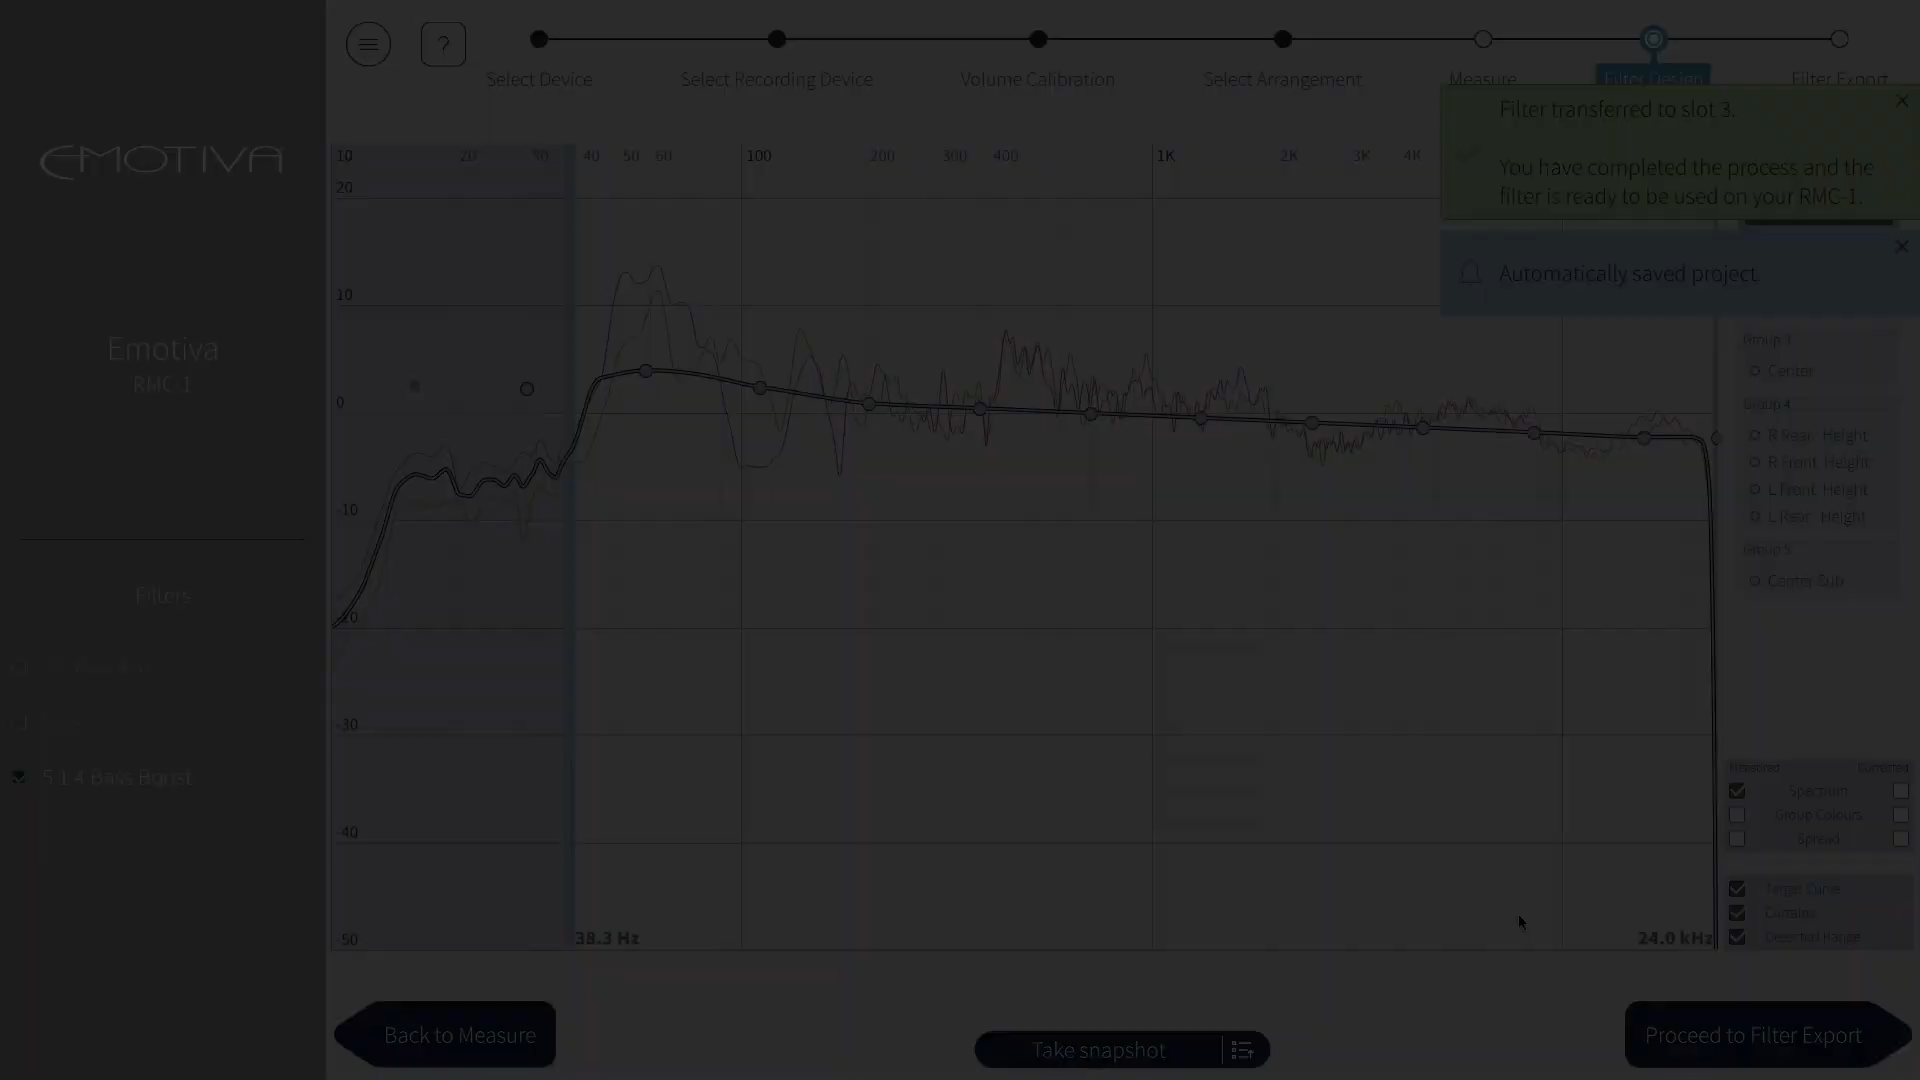 ?
Select Device
Select Recording Device
Volume Calibration
Select Arrangement
Measure
Filter Design
Filter Export
Filter transferred to slot 3.
You have completed the process and the
filter is ready to be used on your RMC-1.
Automatically saved project.
EMOTIVA
Emotiva
RMC-1
Filters
5.1.4 Bass Boost
10 20 30 40 50 60 100 200 300 400 1K 2K 3K 4K
20
10
0
-10
-20
-30
-40
-50
38.3 Hz
24.0 kHz
Group 3
Center
Group 4
R Rear Height
R Front Height
L Front Height
L Rear Height
Group 5
Center Sub
Measured Corrected
Spectrum
Group Colours
Spread
Target Curve
Curtains
Detected Range
Back to Measure
Take snapshot
Proceed to Filter Export